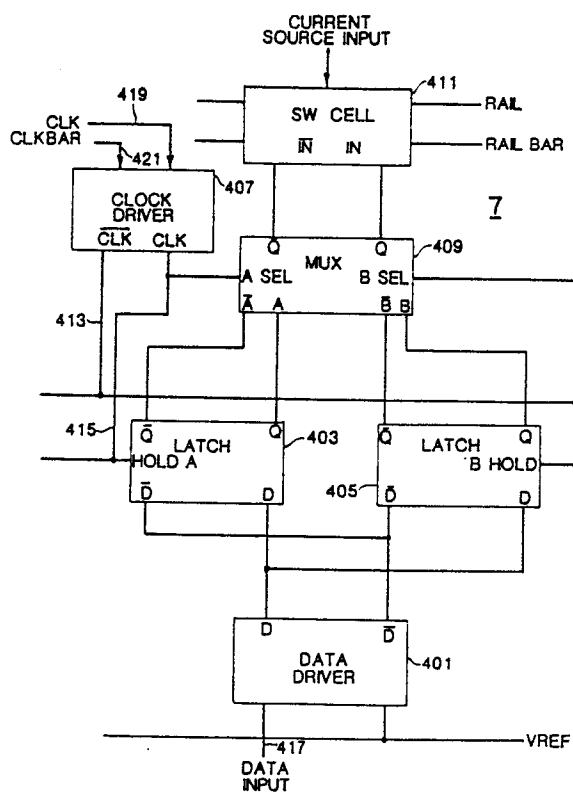 CURRENT
SOURCE INPUT
419
411
CLK
SW CELL
RAIL
CLKBAR
421
407
I̅N̅ IN
RAIL BAR
CLOCK
DRIVER
7
C̅L̅K̅ CLK
Q Q
409
MUX
A SEL B SEL
A̅ A B̅ B
413
415
Q̅ Q
LATCH
403
HOLD A
D̅ D
Q̅ Q
LATCH
B HOLD
405
D̅ D
D D̅
DATA
DRIVER
401
417
VREF
DATA
INPUT